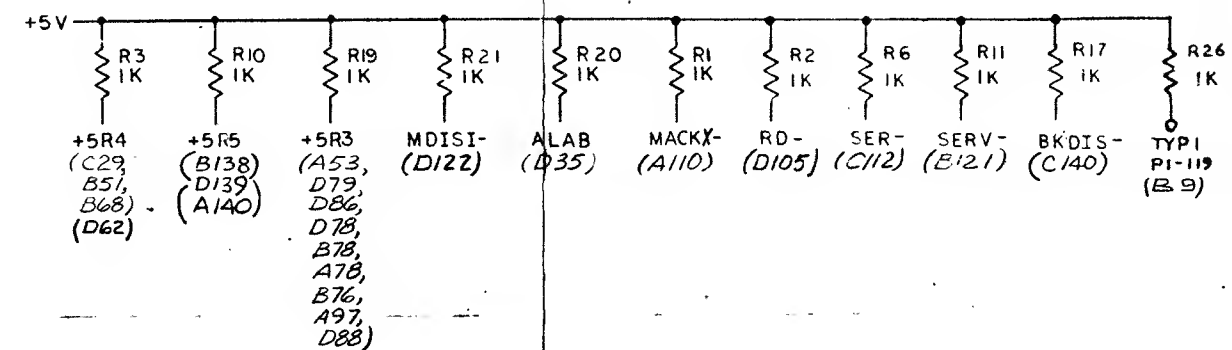 +5V
R3 1K
R10 1K
R19 1K
R21 1K
R20 1K
R1 1K
R2 1K
R6 1K
R11 1K
R17 1K
R26 1K
+5R4
(C29,
B51,
B68)
(D62)
+5R5
(B138)
(D139)
(A140)
+5R3
(A53,
D79,
D86,
D78,
B78,
A78,
B76,
A97,
D88)
MDISI-
(D122)
ALAB
(D35)
MACKX-
(A110)
RD-
(D105)
SER-
(C112)
SERV-
(B121)
BKDIS-
(C140)
TYP1
P1-119
(B9)